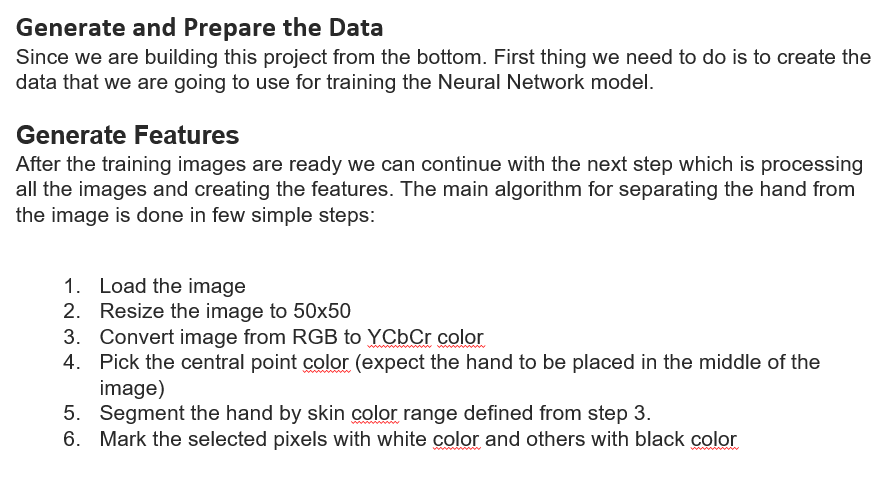 Generate and Prepare the Data
Since we are building this project from the bottom. First thing we need to do is to create the
data that we are going to use for training the Neural Network model.
Generate Features
After the training images are ready we can continue with the next step which is processing
all the images and creating the features. The main algorithm for separating the hand from
the image is done in few simple steps:
1. Load the image
2. Resize the image to 50x50
3. Convert image from RGB to YCbCr color
4. Pick the central point color (expect the hand to be placed in the middle of the
image)
5. Segment the hand by skin color range defined from step 3.
6. Mark the selected pixels with white color and others with black color